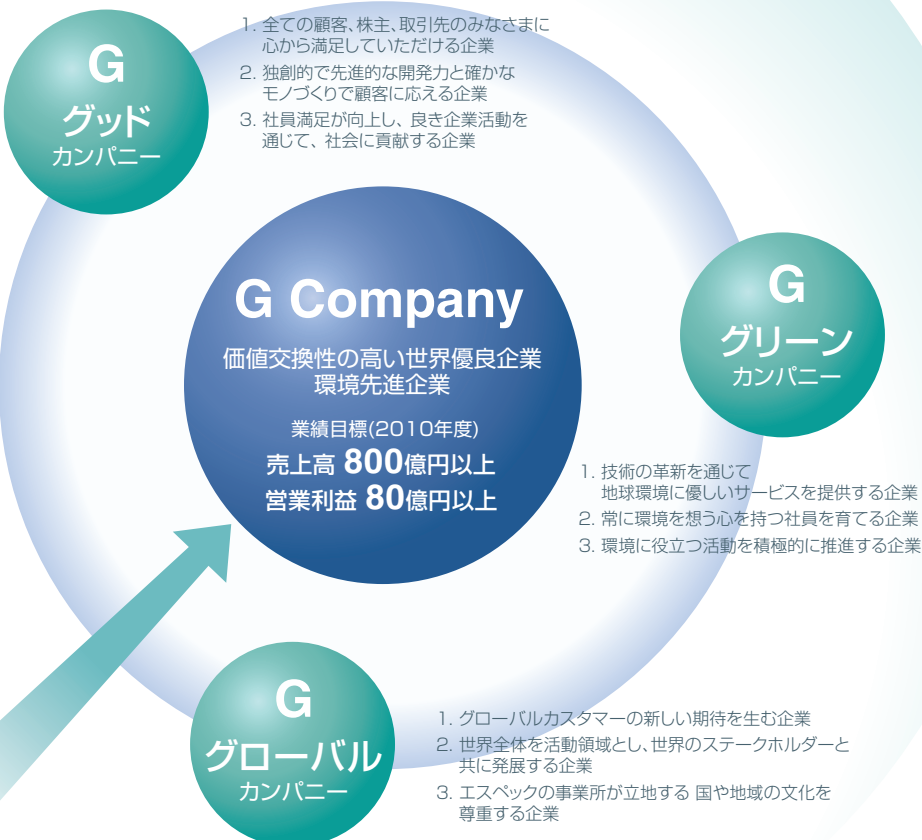 G
グッド
カンパニー
1. 全ての顧客、株主、取引先のみなさまに
心から満足していただける企業
2. 独創的で先進的な開発力と確かな
モノづくりで顧客に応える企業
3. 社員満足が向上し、良き企業活動を
通じて、社会に貢献する企業
G Company
価値交換性の高い世界優良企業
環境先進企業
業績目標(2010年度)
売上高 800億円以上
営業利益 80億円以上
G
グリーン
カンパニー
1. 技術の革新を通じて
地球環境に優しいサービスを提供する企業
2. 常に環境を想う心を持つ社員を育てる企業
3. 環境に役立つ活動を積極的に推進する企業
G
グローバル
カンパニー
1. グローバルカスタマーの新しい期待を生む企業
2. 世界全体を活動領域とし、世界のステークホルダーと
共に発展する企業
3. エスペックの事業所が立地する 国や地域の文化を
尊重する企業